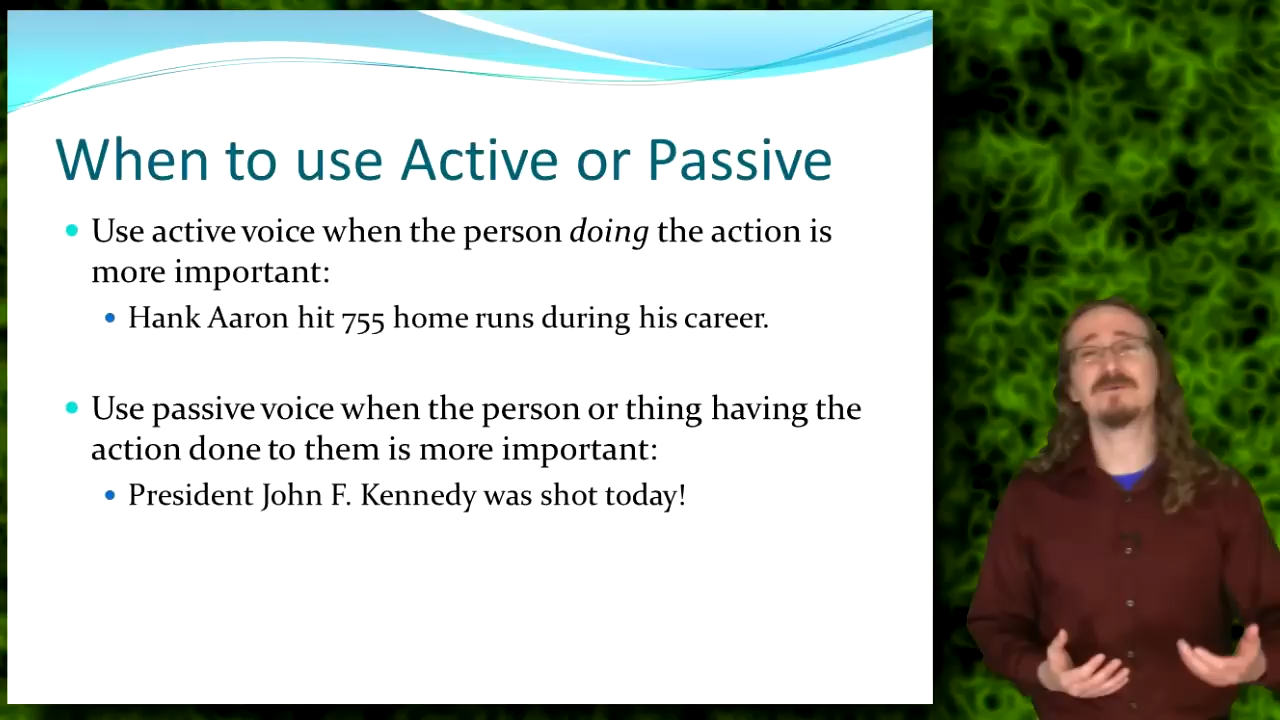 When to use Active or Passive
Use active voice when the person doing the action is
more important:
Hank Aaron hit 755 home runs during his career.
Use passive voice when the person or thing having the
action done to them is more important:
President John F. Kennedy was shot today!